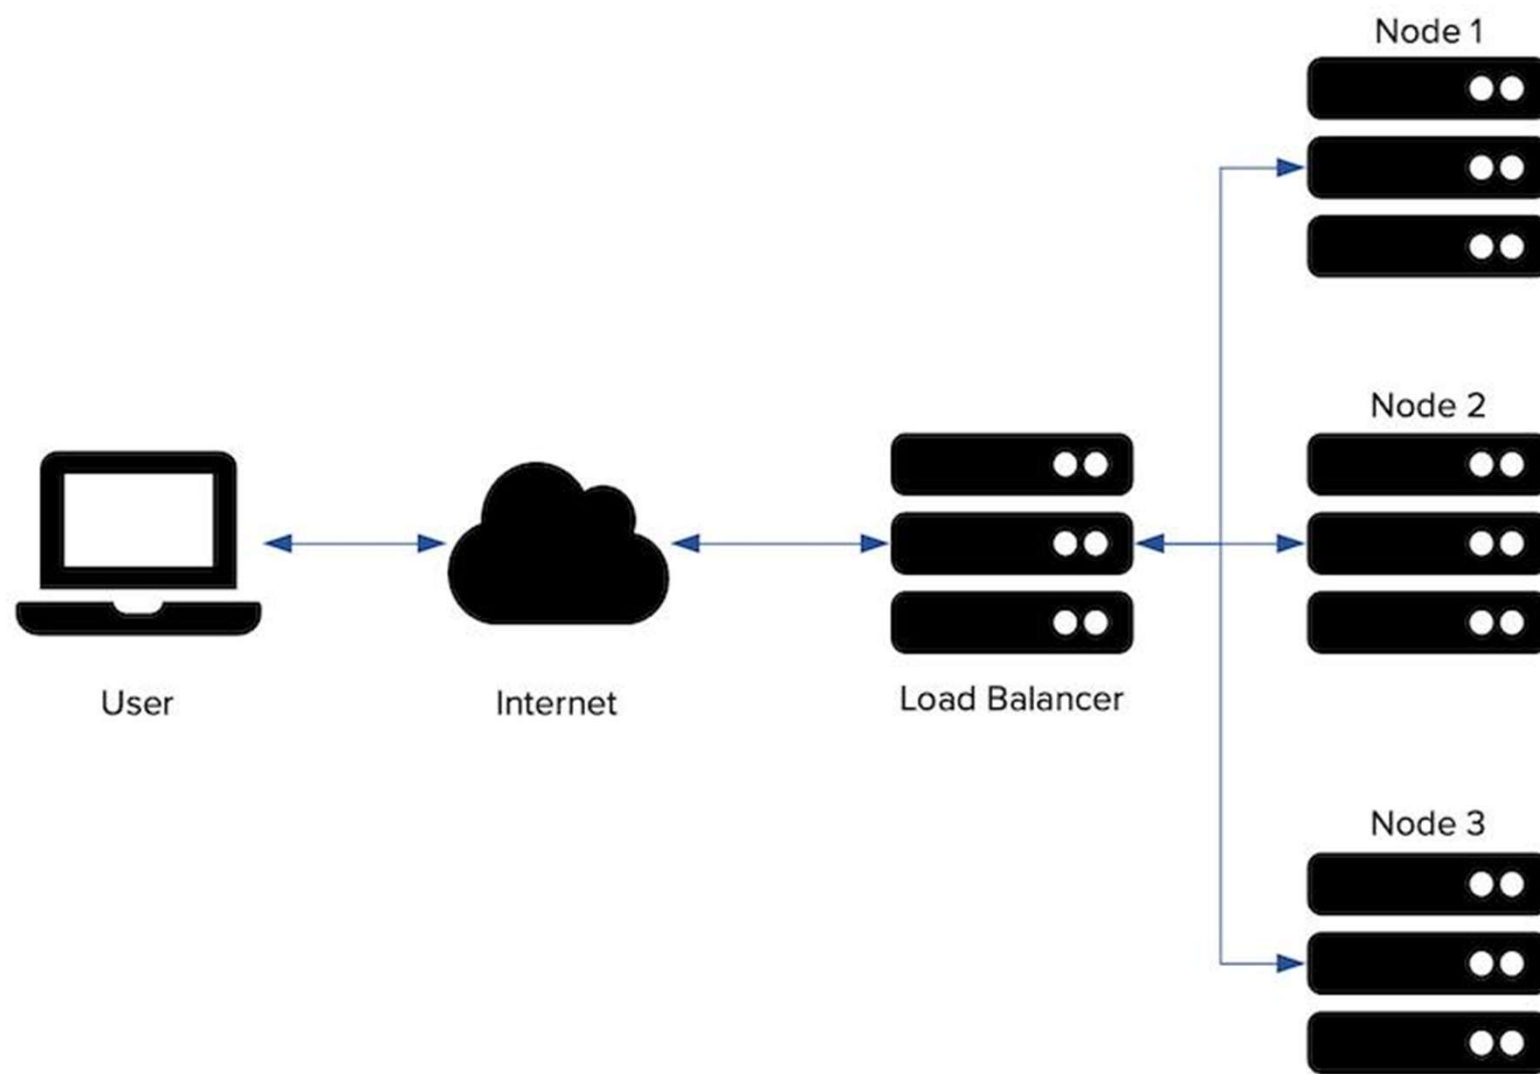 Node 1
Node 2
User
Internet
Load Balancer
Node 3